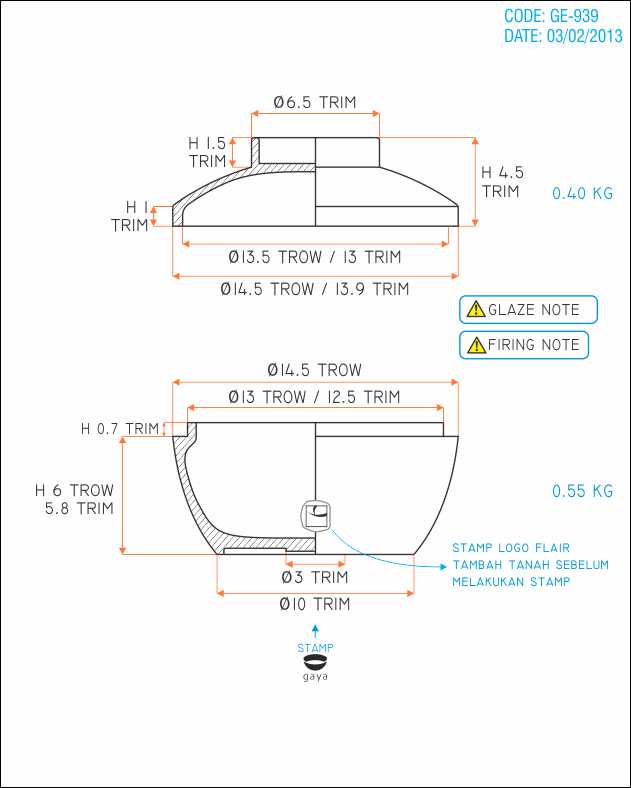 CODE: GE-939
DATE: 03/02/2013
Ø6.5 TRIM
H 1.5
TRIM
H 4.5
TRIM
0.40 KG
H 1
TRIM
Ø13.5 TROW / 13 TRIM
Ø14.5 TROW / 13.9 TRIM
GLAZE NOTE
FIRING NOTE
Ø14.5 TROW
Ø13 TROW / 12.5 TRIM
H 0.7 TRIM
H 6 TROW
5.8 TRIM
0.55 KG
STAMP LOGO FLAIR
TAMBAH TANAH SEBELUM
MELAKUKAN STAMP
Ø3 TRIM
Ø10 TRIM
STAMP
gaya